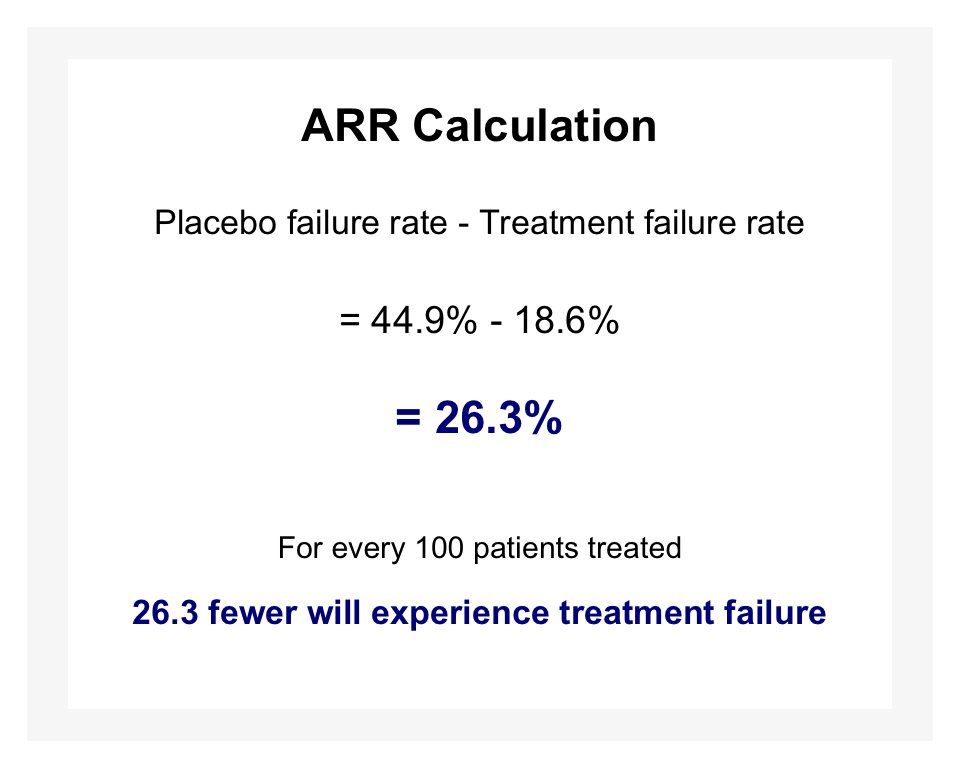 ARR Calculation
Placebo failure rate - Treatment failure rate
= 44.9% - 18.6%
= 26.3%
For every 100 patients treated
26.3 fewer will experience treatment failure